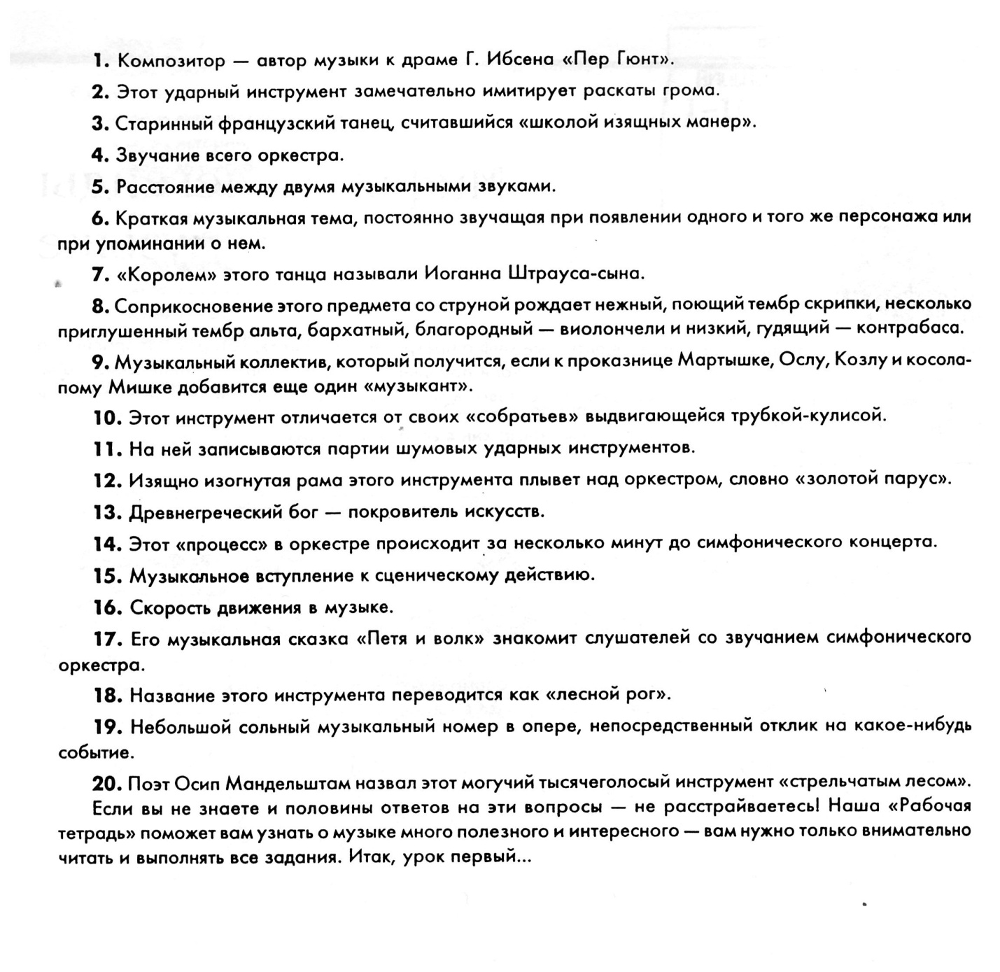 1. Композитор — автор музыки к драме Г. Ибсена «Пер Гюнт».
2. Этот ударный инструмент замечательно имитирует раскаты грома.
3. Старинный французский танец, считавшийся «школой изящных манер».
4. Звучание всего оркестра.
5. Расстояние между двумя музыкальными звуками.
6. Краткая музыкальная тема, постоянно звучащая при появлении одного и того же персонажа или
при упоминании о нем.
7. «Королем» этого танца называли Иоганна Штрауса-сына.
8. Соприкосновение этого предмета со струной рождает нежный, поющий тембр скрипки, несколько
приглушенный тембр альта, бархатный, благородный — виолончели и низкий, гудящий — контрабаса.
9. Музыкальный коллектив, который получится, если к проказнице Мартышке, Ослу, Козлу и косола-
пому Мишке добавится еще один «музыкант».
10. Этот инструмент отличается от своих «собратьев» выдвигающейся трубкой-кулисой.
11. На ней записываются партии шумовых ударных инструментов.
12. Изящно изогнутая рама этого инструмента плывет над оркестром, словно «золотой парус».
13. Древнегреческий бог — покровитель искусств.
14. Этот «процесс» в оркестре происходит за несколько минут до симфонического концерта.
15. Музыкальное вступление к сценическому действию.
16. Скорость движения в музыке.
17. Его музыкальная сказка «Петя и волк» знакомит слушателей со звучанием симфонического
оркестра.
18. Название этого инструмента переводится как «лесной рог».
19. Небольшой сольный музыкальный номер в опере, непосредственный отклик на какое-нибудь
событие.
20. Поэт Осип Мандельштам назвал этот могучий тысячеголосый инструмент «стрельчатым лесом».
Если вы не знаете и половины ответов на эти вопросы — не расстраивайтесь! Наша «Рабочая
тетрадь» поможет вам узнать о музыке много полезного и интересного — вам нужно только внимательно
читать и выполнять все задания. Итак, урок первый...